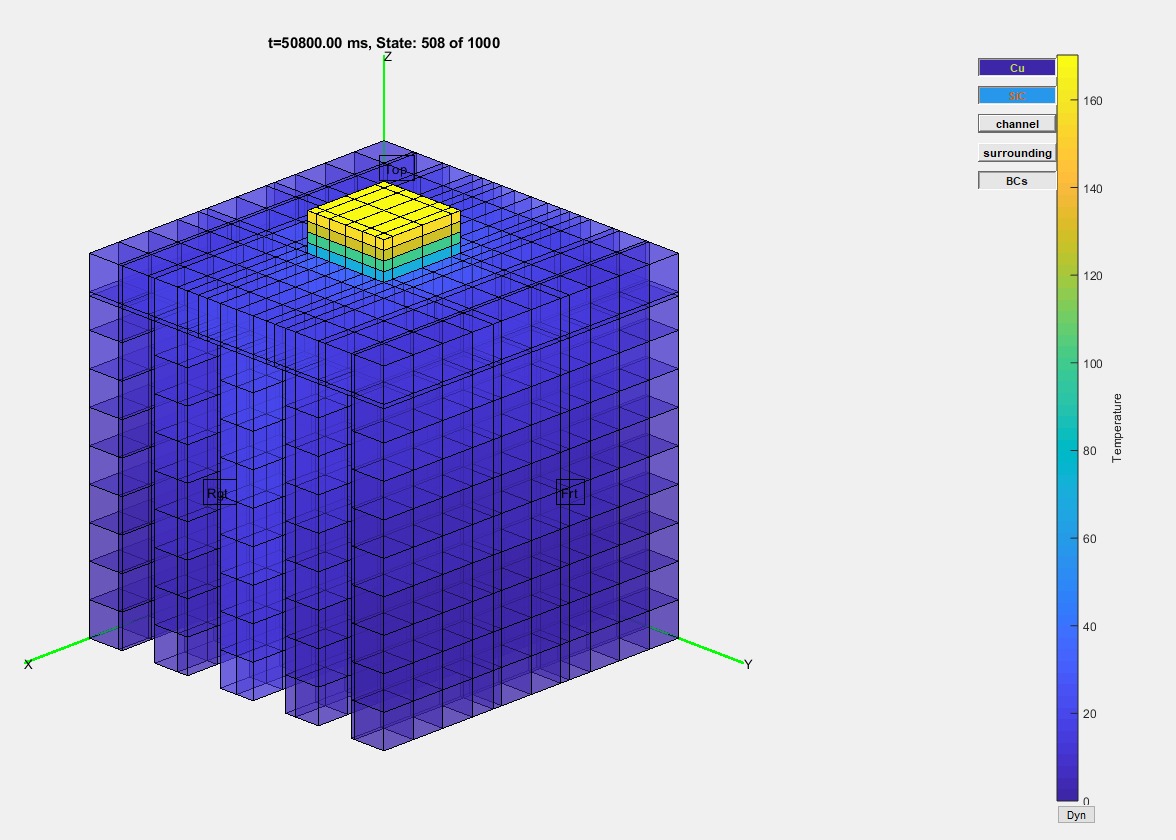 t=50800.00 ms, State: 508 of 1000
Z
Cu
SiC
channel
surrounding
BCs
Top
Rgt
Frt
X
Y
160
140
120
100
80
60
40
20
0
Temperature
Dyn